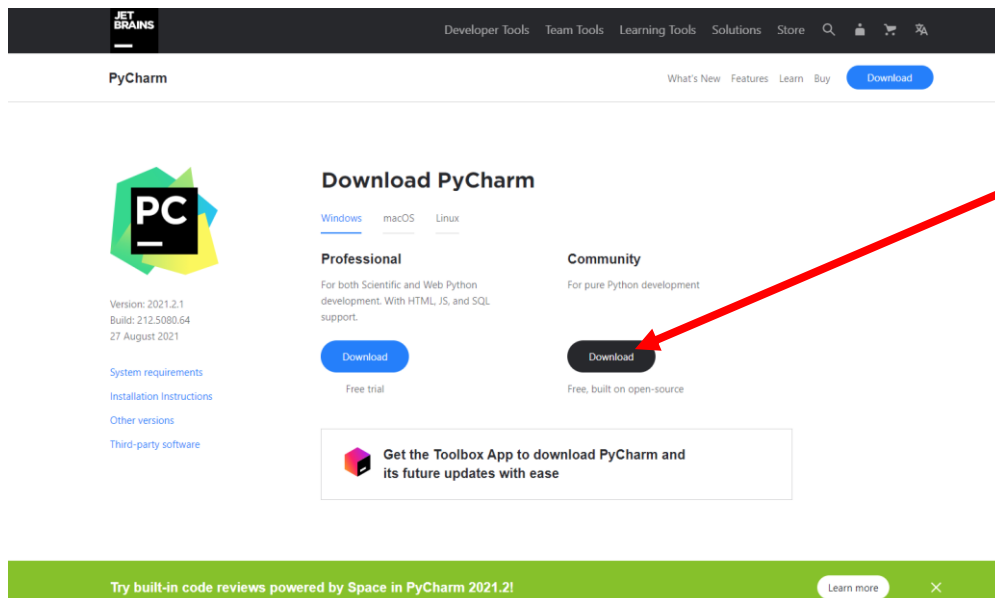 JET
BRAINS
Developer Tools Team Tools Learning Tools Solutions Store
PyCharm
What's New Features Learn Buy Download
PC
Download PyCharm
Windows macOS Linux
Professional
For both Scientific and Web Python
development. With HTML, JS, and SQL
support.
Download
Free trial
Community
For pure Python development
Download
Free, built on open-source
Version: 2021.2.1
Build: 212.5080.64
27 August 2021
System requirements
Installation Instructions
Other versions
Third-party software
Get the Toolbox App to download PyCharm and
its future updates with ease
Try built-in code reviews powered by Space in PyCharm 2021.2!
Learn more